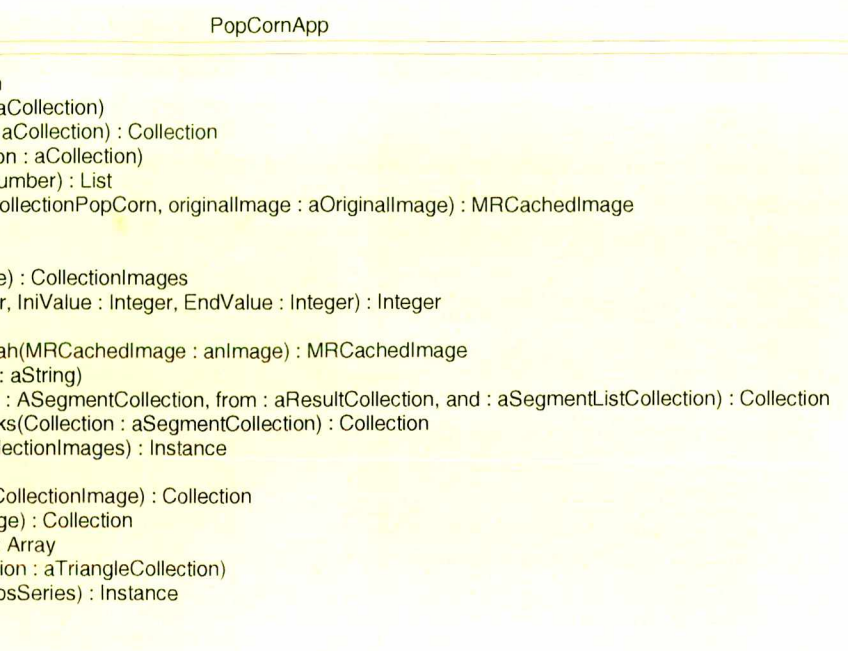 PopCornApp
aCollection)
aCollection) : Collection
on : aCollection)
umber) : List
ollectionPopCorn, originalImage : aOriginalImage) : MRCachedImage
e) : CollectionImages
r, IniValue : Integer, EndValue : Integer) : Integer
ah(MRCachedImage : anImage) : MRCachedImage
: aString)
: ASegmentCollection, from : aResultCollection, and : aSegmentListCollection) : Collection
ks(Collection : aSegmentCollection) : Collection
ectionImages) : Instance
CollectionImage) : Collection
ge) : Collection
Array
ion : aTriangleCollection)
osSeries) : Instance